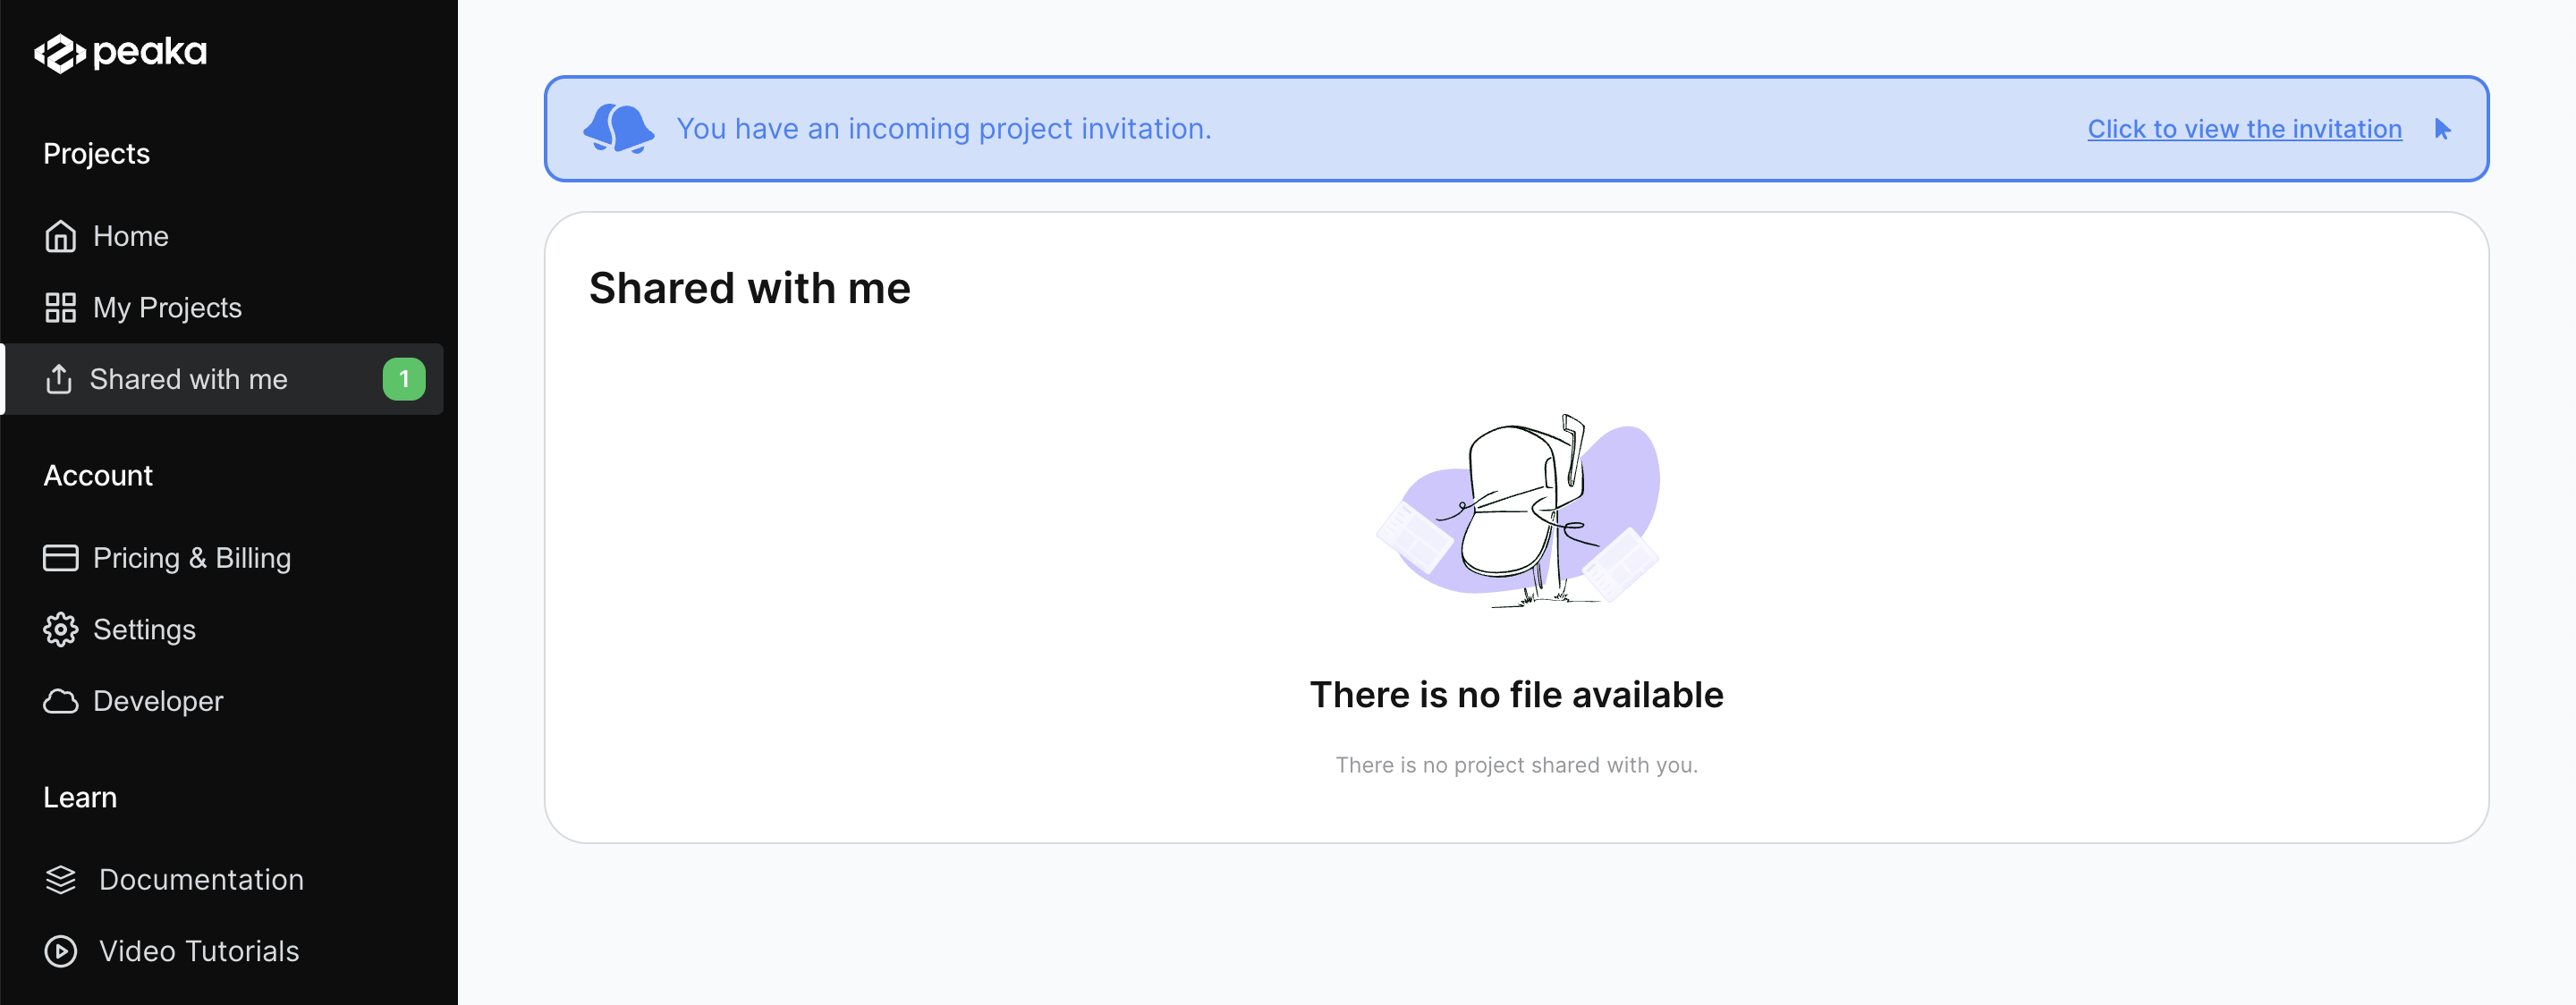 peaka
Projects
Home
My Projects
Shared with me 1
Account
Pricing & Billing
Settings
Developer
Learn
Documentation
Video Tutorials
You have an incoming project invitation. Click to view the invitation
Shared with me
There is no file available
There is no project shared with you.